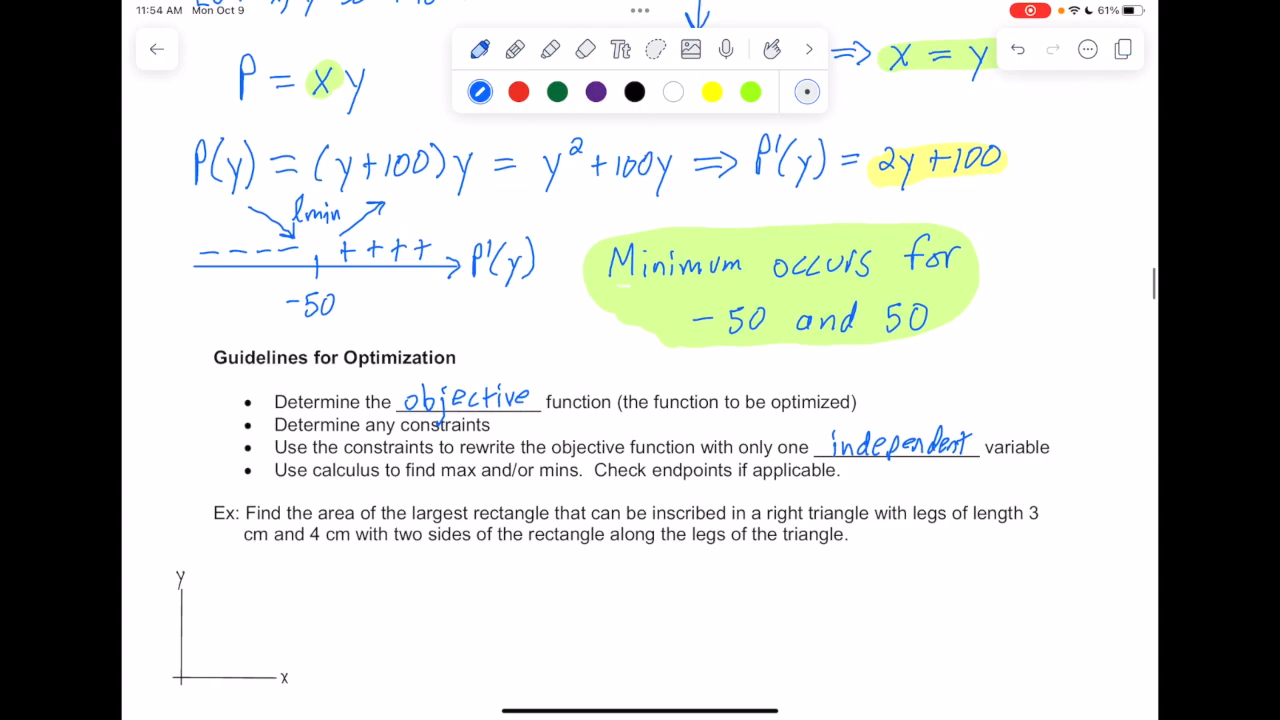 11:54 AM Mon Oct 9
61%
Tt
P = xy
=> x = y
P(y) = (y+100)y = y² + 100y => P'(y) = 2y + 100
lmin
---- ++++ P'(y)
-50
Minimum occurs for
-50 and 50
Guidelines for Optimization
• Determine the objective function (the function to be optimized)
• Determine any constraints
• Use the constraints to rewrite the objective function with only one independent variable
• Use calculus to find max and/or mins. Check endpoints if applicable.
Ex: Find the area of the largest rectangle that can be inscribed in a right triangle with legs of length 3
cm and 4 cm with two sides of the rectangle along the legs of the triangle.
y
x